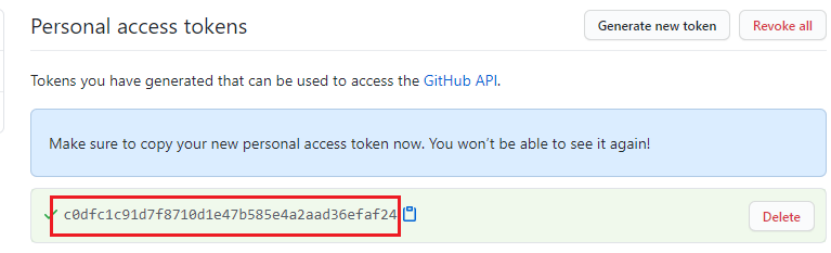 Personal access tokens
Generate new token
Revoke all
Tokens you have generated that can be used to access the GitHub API.
Make sure to copy your new personal access token now. You won't be able to see it again!
c0dfc1c91d7f8710d1e47b585e4a2aad36efaf24
Delete